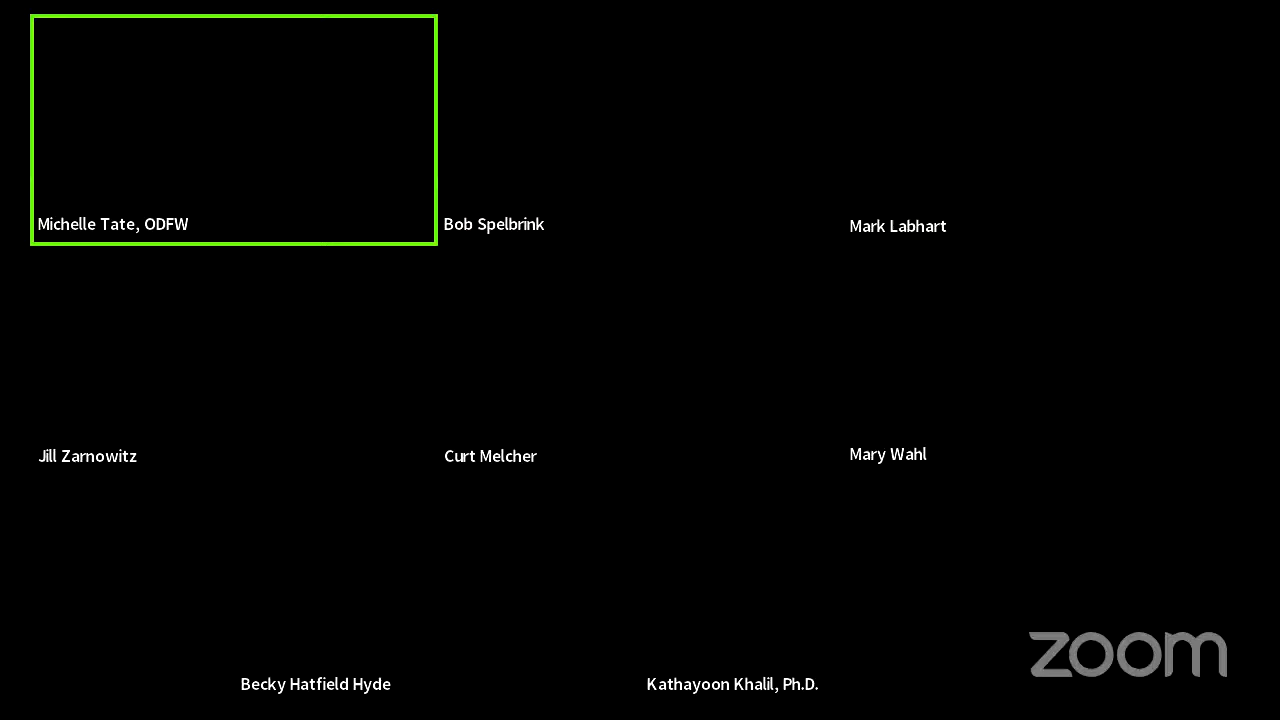 Michelle Tate, ODFW
Bob Spelbrink
Mark Labhart
Jill Zarnowitz
Curt Melcher
Mary Wahl
Becky Hatfield Hyde
Kathayoon Khalil, Ph.D.
zoom